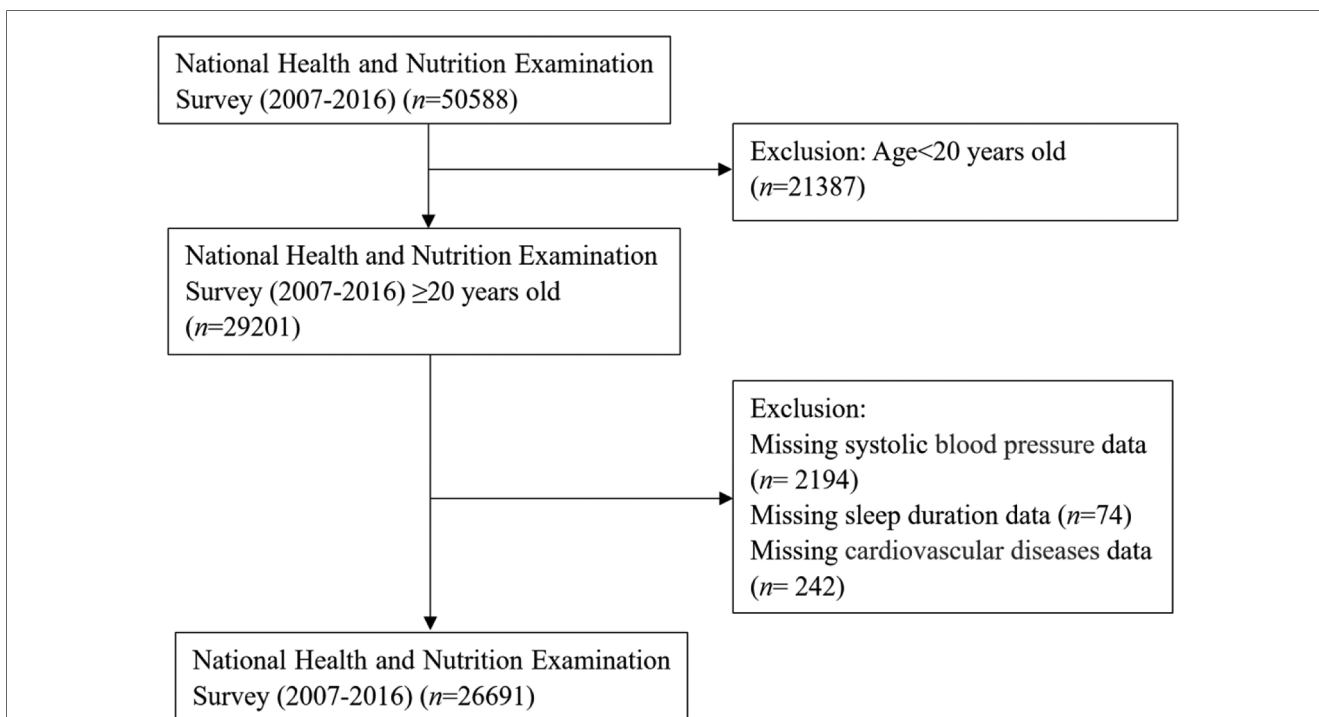 National Health and Nutrition Examination
Survey (2007-2016) (n=50588)
Exclusion: Age<20 years old
(n=21387)
National Health and Nutrition Examination
Survey (2007-2016) ≥20 years old
(n=29201)
Exclusion:
Missing systolic blood pressure data
(n= 2194)
Missing sleep duration data (n=74)
Missing cardiovascular diseases data
(n= 242)
National Health and Nutrition Examination
Survey (2007-2016) (n=26691)